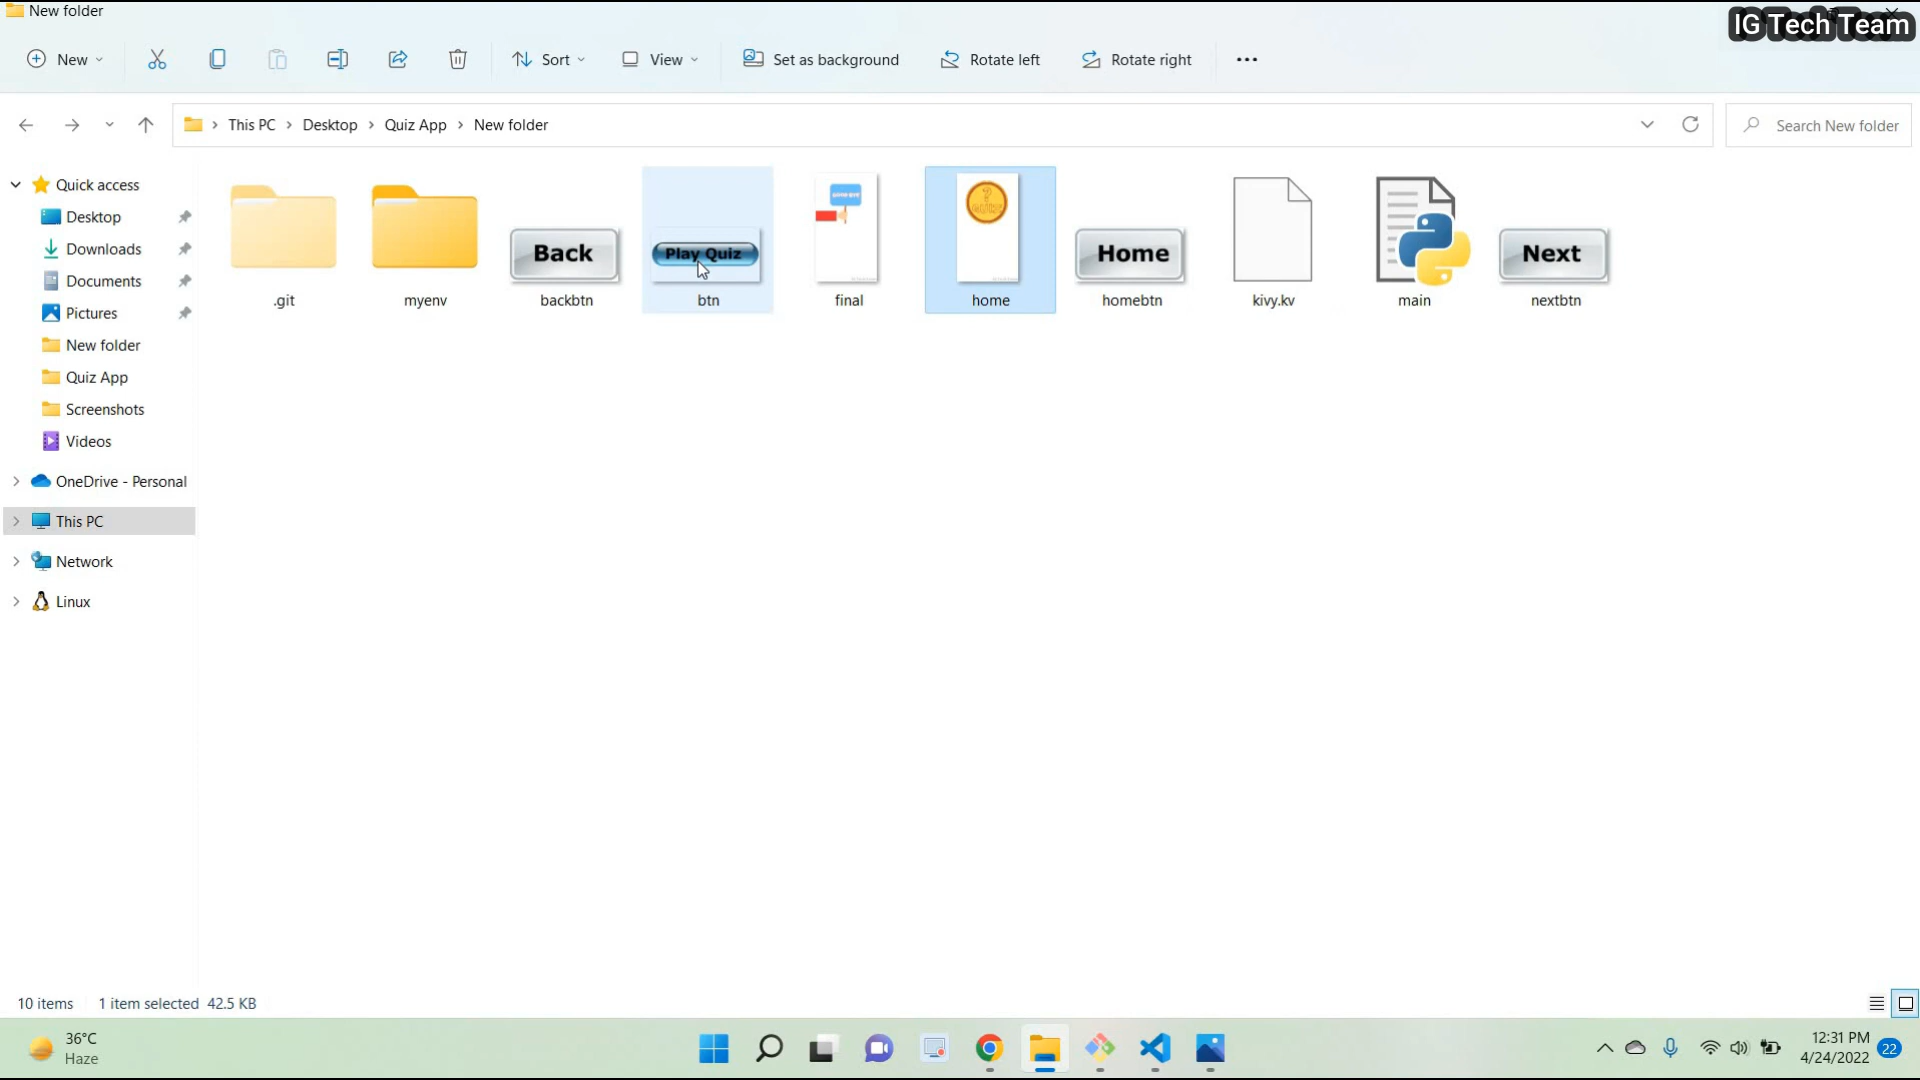 New folder
IG Tech Team
New
Sort
View
Set as background
Rotate left
Rotate right
This PC
Desktop
Quiz App
New folder
Search New folder
Quick access
Desktop
Downloads
Documents
Pictures
New folder
Quiz App
Screenshots
Videos
OneDrive - Personal
This PC
Network
Linux
Back
Play Quiz
Home
Next
.git
myenv
backbtn
btn
final
home
homebtn
kivy.kv
main
nextbtn
10 items
1 item selected 42.5 KB
36°C
Haze
12:31 PM
4/24/2022
22